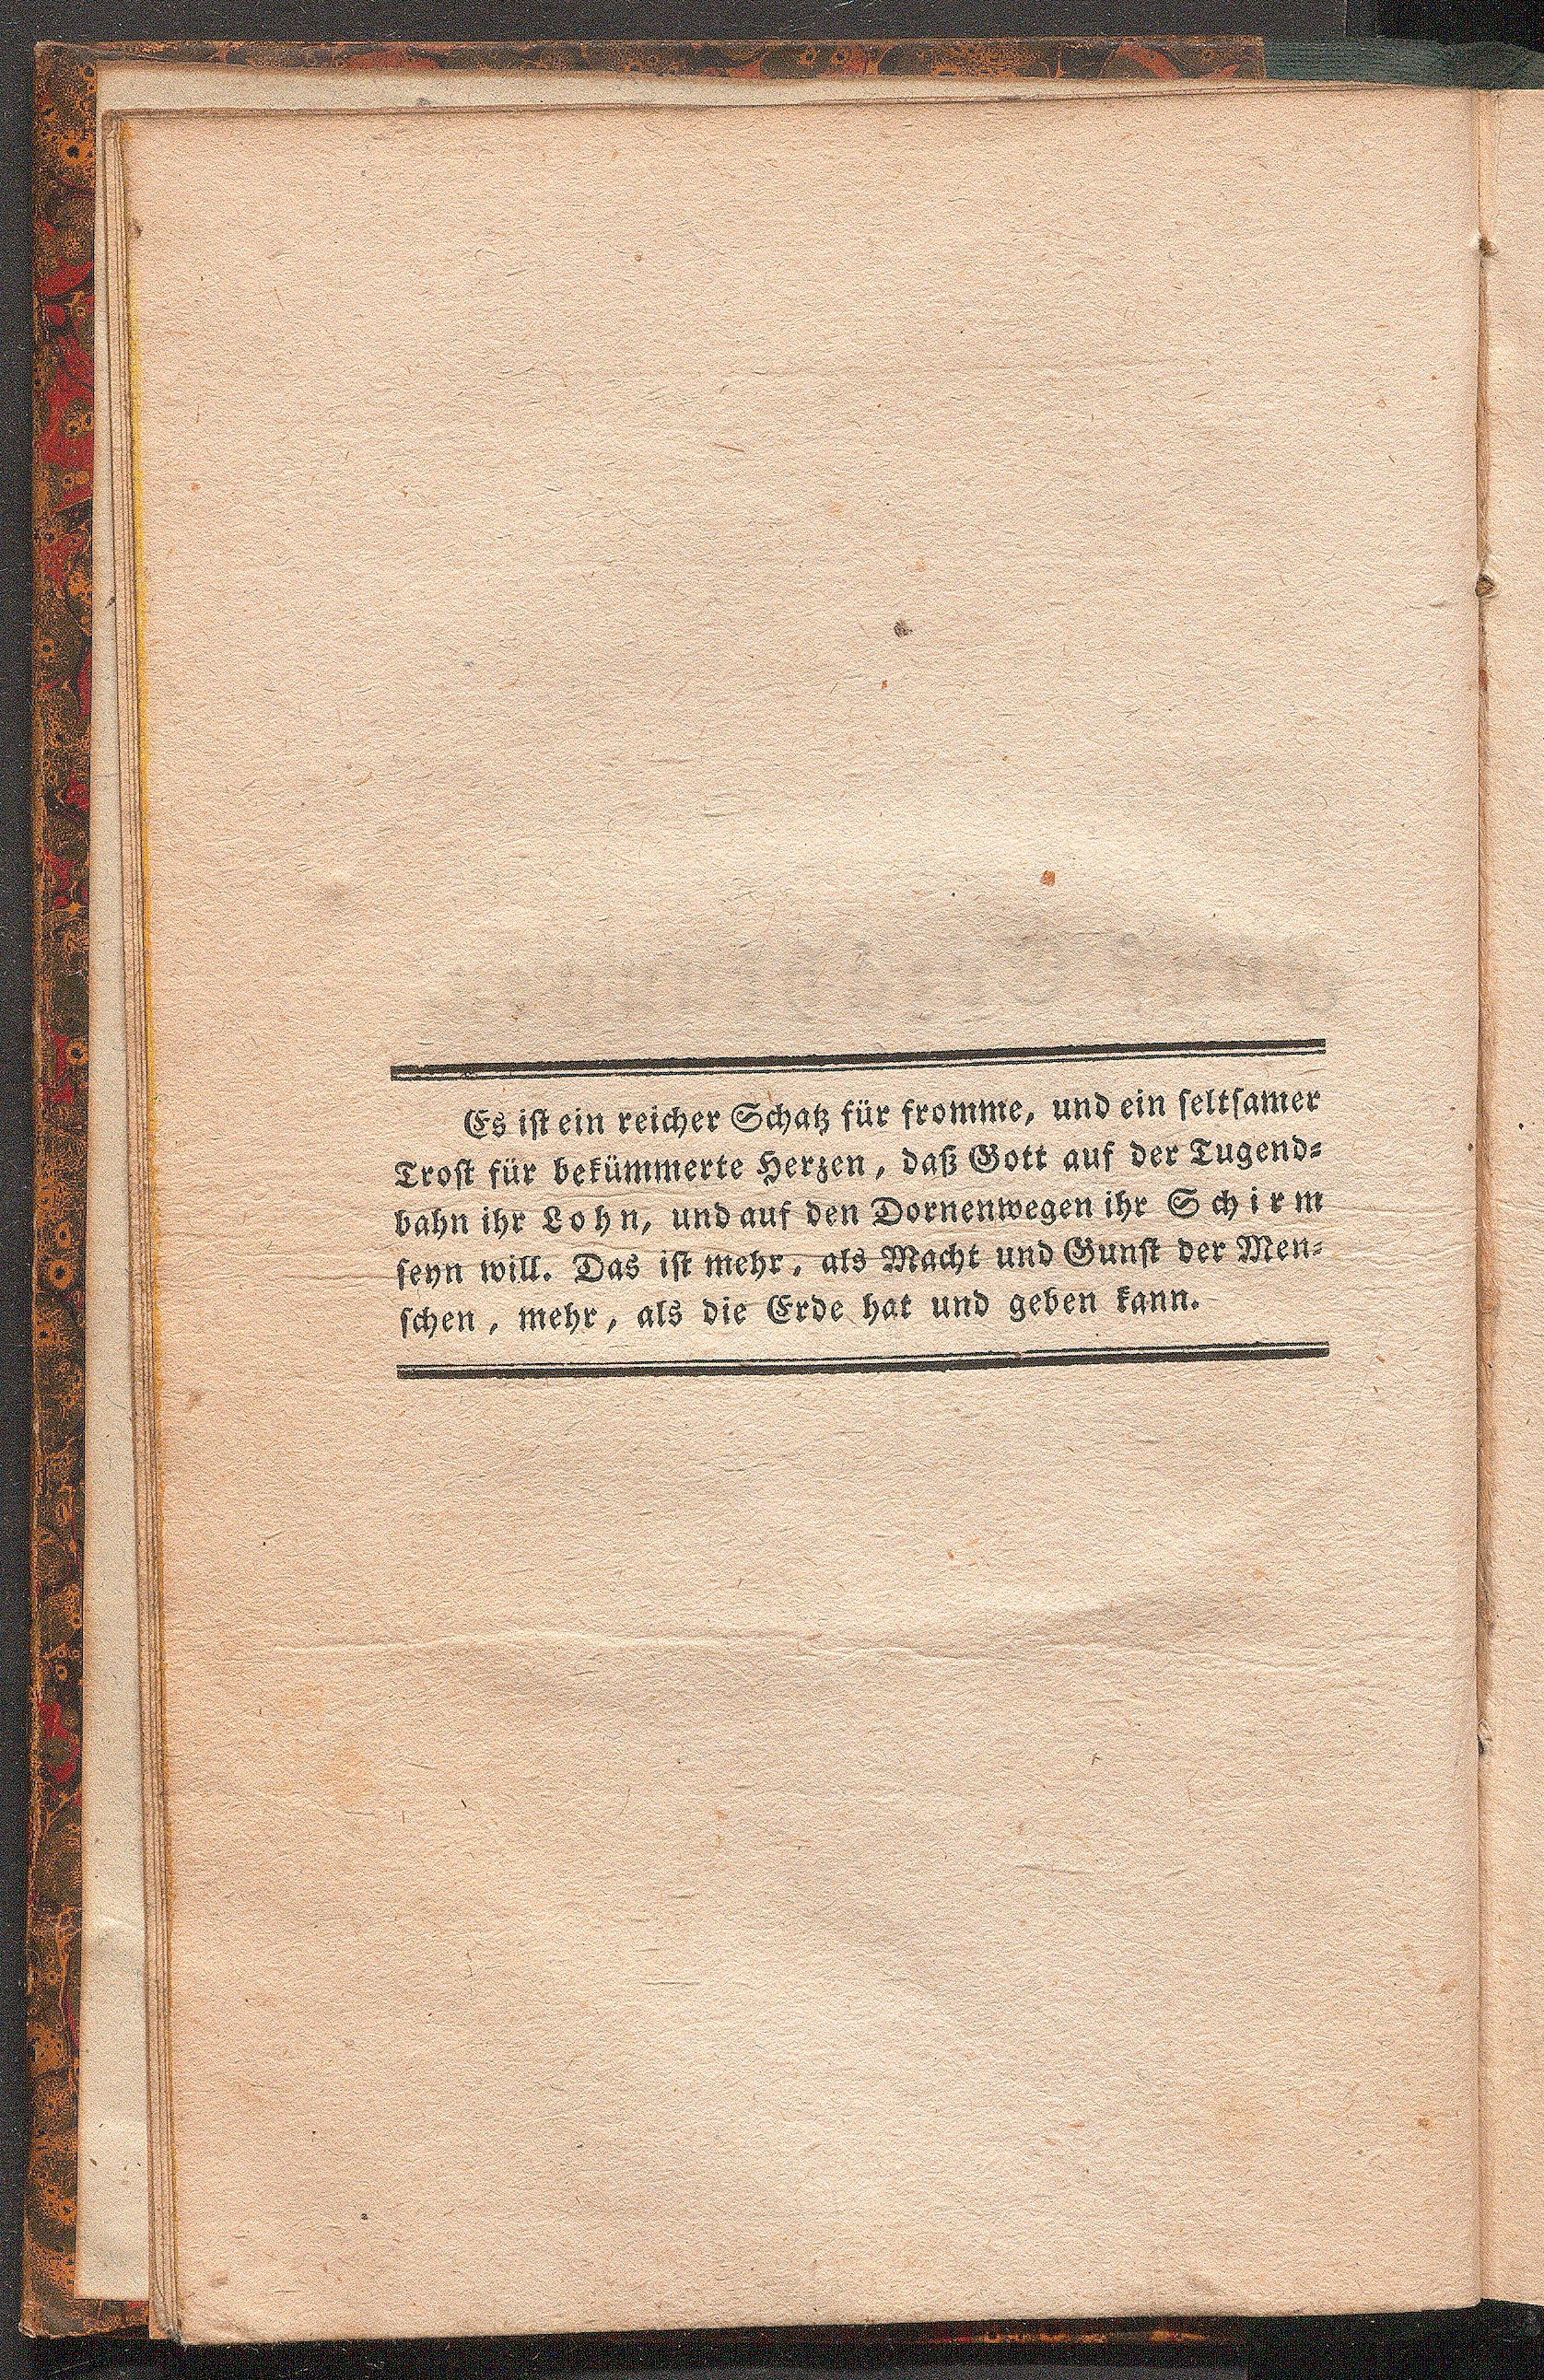 Es iſt ein reicher Schatz für fromme, und ein ſeltſamer
Troſt für bekümmerte Herzen, daß Gott auf der Tugend⸗
bahn ihr Lohn, und auf den Dornenwegen ihr Schirm
ſeyn will. Das iſt mehr, als Macht und Gunſt der Men⸗
ſchen, mehr, als die Erde hat und geben kann.